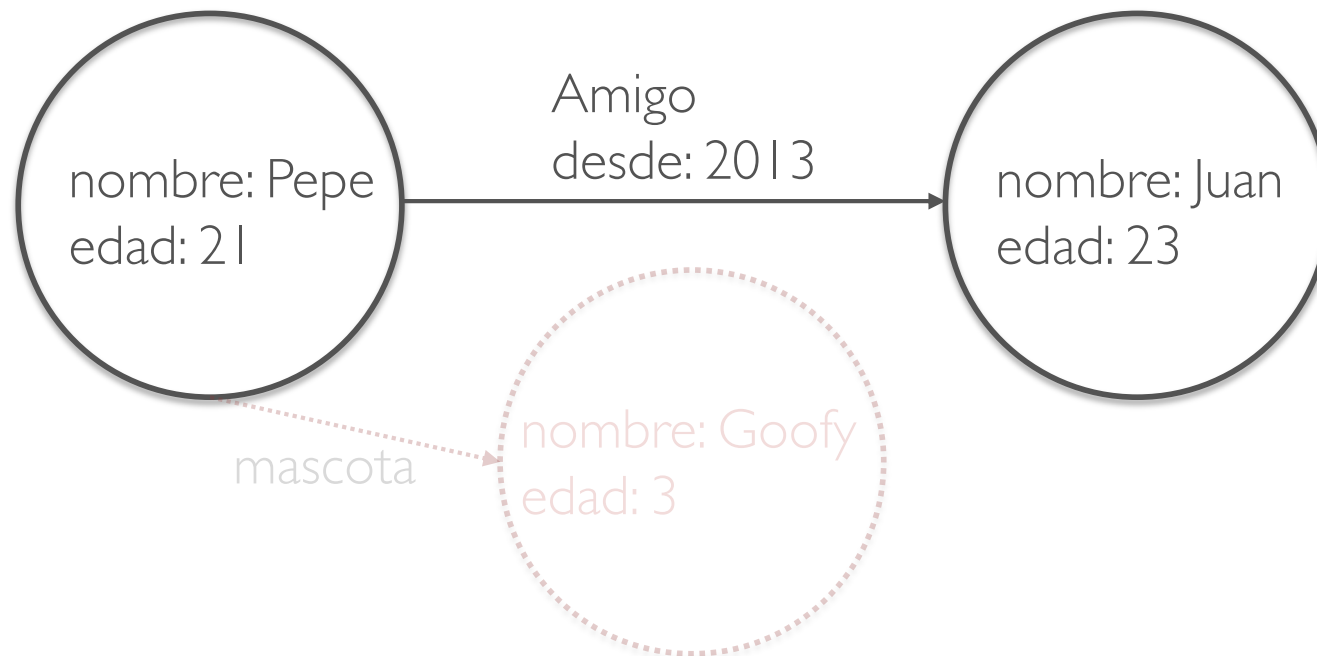 Amigo
desde: 2013
nombre: Pepe
edad: 21
nombre: Juan
edad: 23
mascota
nombre: Goofy
edad: 3